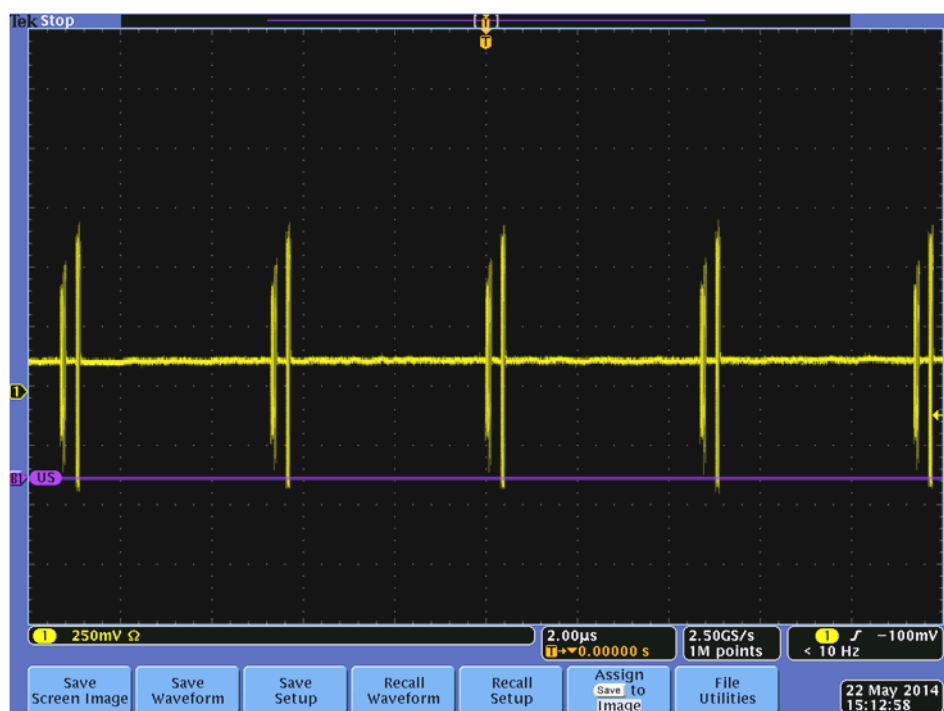 Tek Stop
T
T
1
B1 US
1 250mV Ω
2.00µs
T→▼0.00000 s
2.50GS/s
1M points
1 ∫ −100mV
< 10 Hz
Save
Screen Image
Save
Waveform
Save
Setup
Recall
Waveform
Recall
Setup
Assign
Save to
Image
File
Utilities
22 May 2014
15:12:58